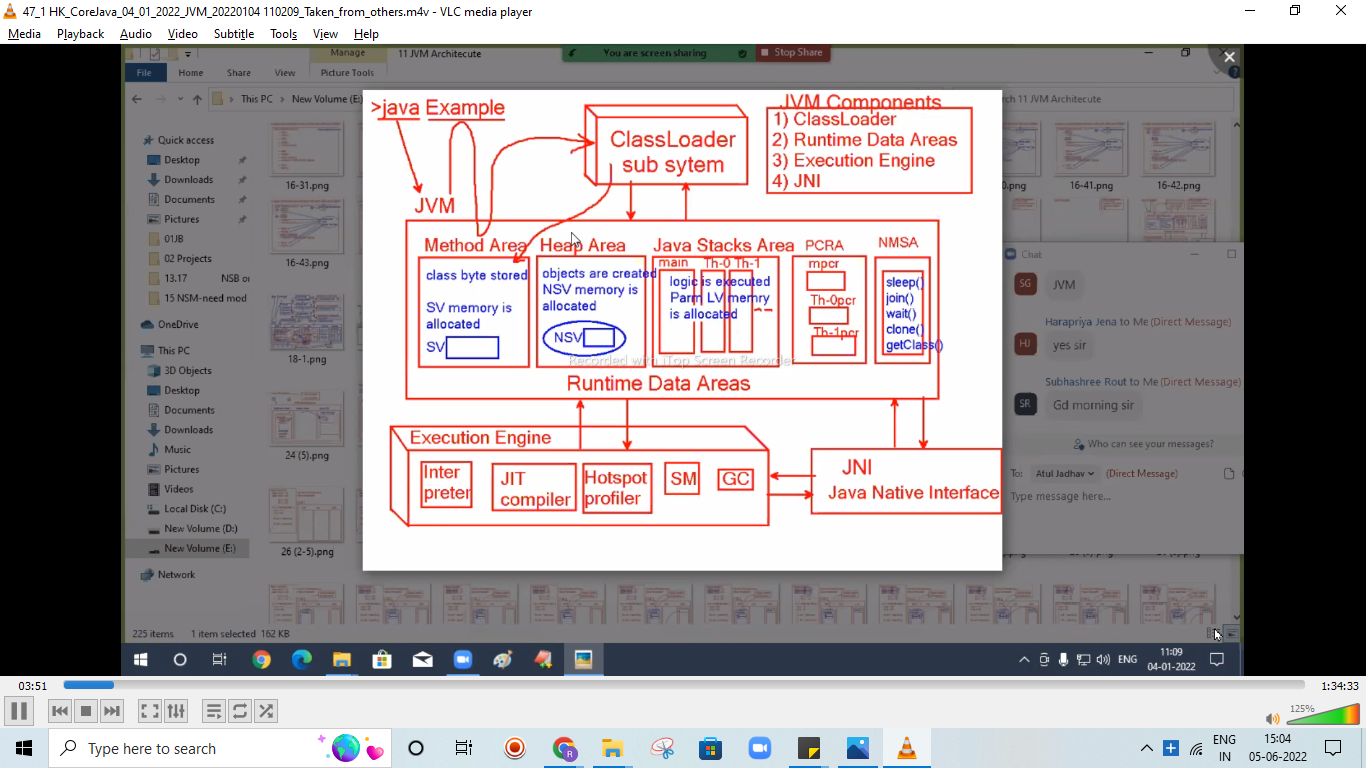 47_1 HK_CoreJava_04_01_2022_JVM_20220104 110209_Taken_from_others.m4v - VLC media player
Media Playback Audio Video Subtitle Tools View Help
Manage 11 JVM Architecute You are screen sharing Stop Share
File Home Share View Picture Tools
This PC New Volume (E:)
rch 11 JVM Architecute
Quick access
Desktop
Downloads
Documents
Pictures
01JB
02 Projects
13.17 NSB
15 NSM-need mod
OneDrive
This PC
3D Objects
Desktop
Documents
Downloads
Music
Pictures
Videos
Local Disk (C:)
New Volume (D:)
New Volume (E:)
Network
16-31.png
16-43.png
18-1.png
24 (5).png
26 (2-5).png
0.png 16-41.png 16-42.png
>java Example
JVM
ClassLoader
sub sytem
JVM Components
1) ClassLoader
2) Runtime Data Areas
3) Execution Engine
4) JNI
Method Area Heap Area Java Stacks Area PCRA NMSA
class byte stored
SV memory is
allocated
SV
objects are created
NSV memory is
allocated
NSV
main Th-0 Th-1
logic is executed
Parm LV memry
is allocated
mpcr
Th-0pcr
Th-1pcr
sleep()
join()
wait()
clone()
getClass()
Recorded with iTop Screen Recorder
Runtime Data Areas
Execution Engine
Inter
preter
JIT
compiler
Hotspot
profiler
SM
GC
JNI
Java Native Interface
Chat
SG JVM
Harapriya Jena to Me (Direct Message)
HJ yes sir
Subhashree Rout to Me (Direct Message)
SR Gd morning sir
Who can see your messages?
To: Atul Jadhav (Direct Message)
Type message here...
225 items 1 item selected 162 KB
ENG 11:09
04-01-2022
03:51 1:34:33
125%
Type here to search
ENG 15:04
IN 05-06-2022